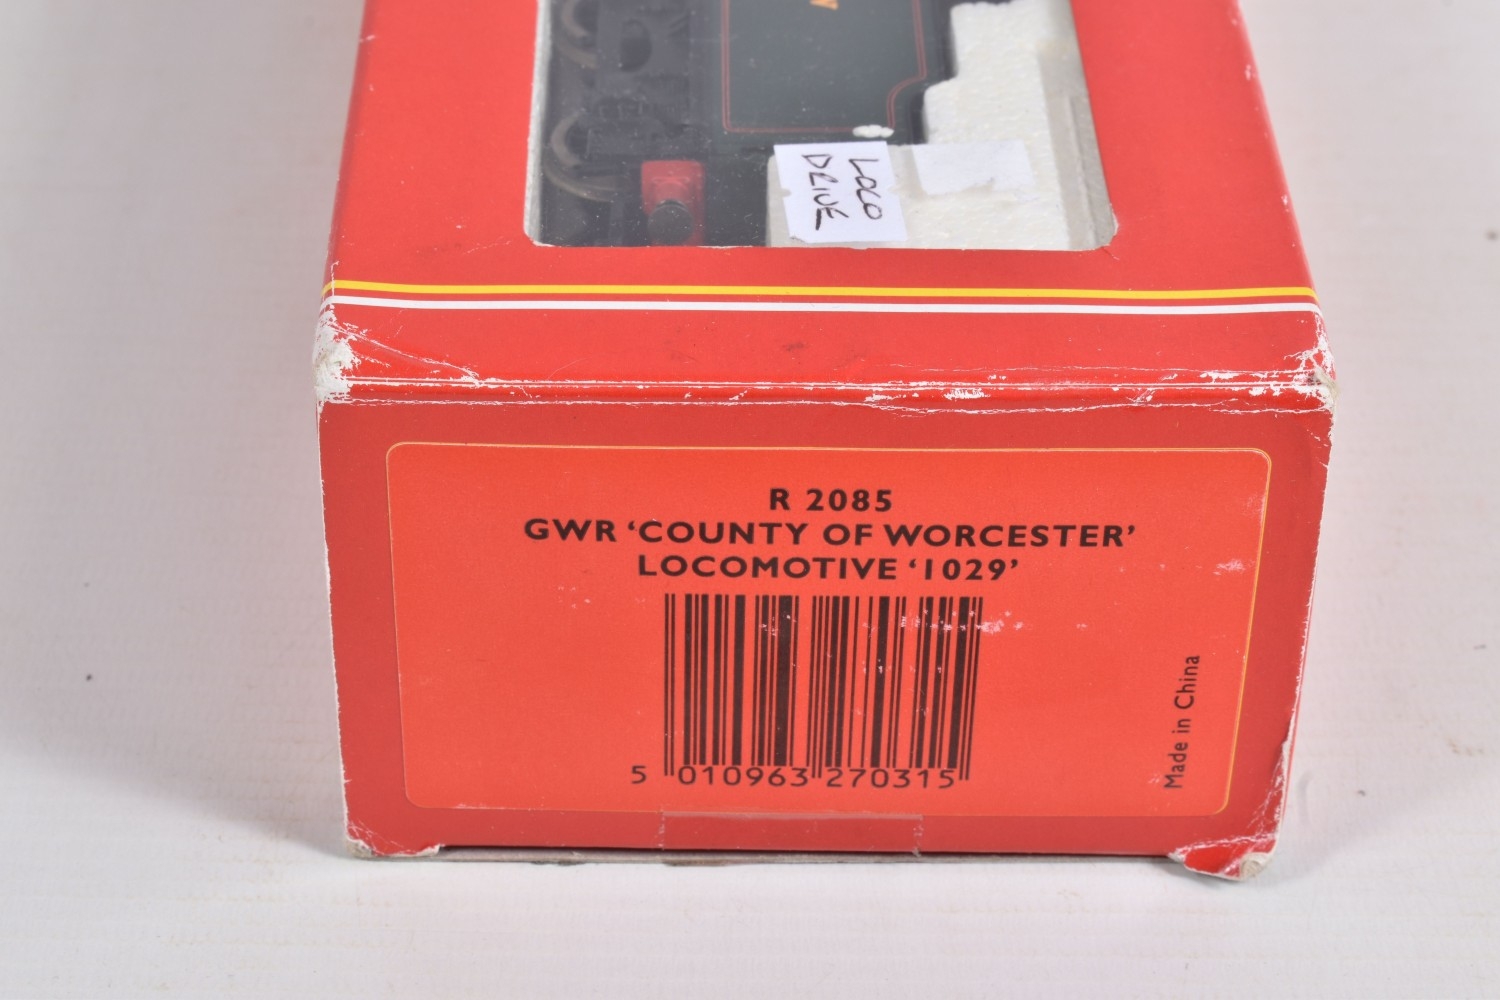 LOCO
DRIVE
R 2085
GWR ‘COUNTY OF WORCESTER’
LOCOMOTIVE ‘1029’
5 010963 270315
Made in China